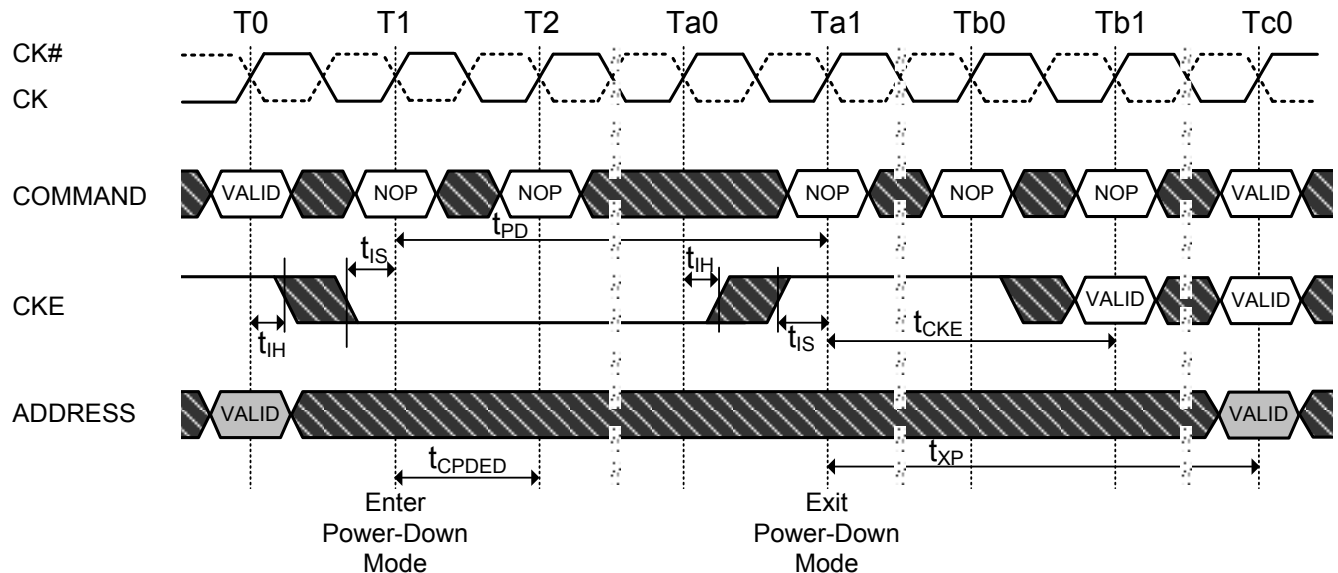 T0 T1 T2 Ta0 Ta1 Tb0 Tb1 Tc0
CK#
CK
COMMAND VALID NOP NOP NOP NOP NOP VALID
tPD
tIS tIH
CKE VALID VALID
tIH tIS tCKE
ADDRESS VALID VALID
tCPDED tXP
Enter Exit
Power-Down Power-Down
Mode Mode